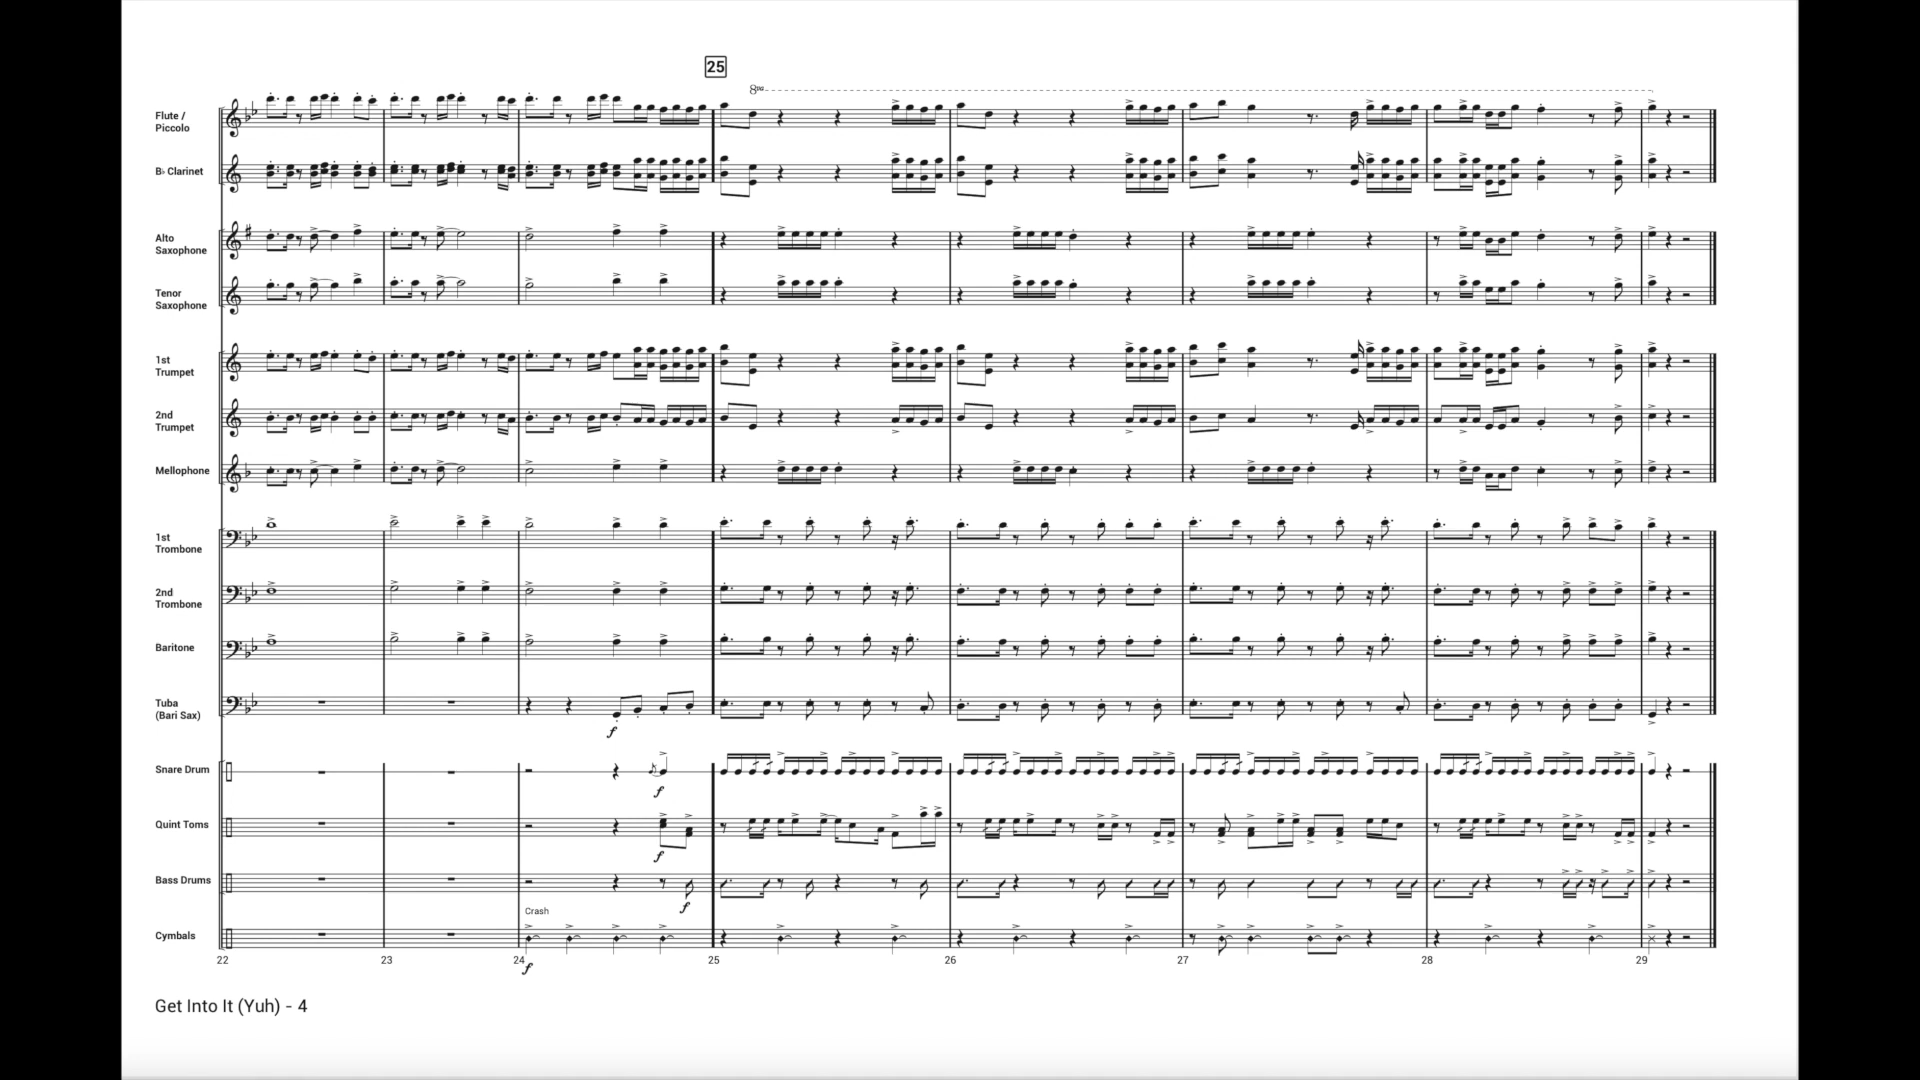 25
8va
Flute /
Piccolo
B♭ Clarinet
Alto
Saxophone
Tenor
Saxophone
1st
Trumpet
2nd
Trumpet
Mellophone
1st
Trombone
2nd
Trombone
Baritone
Tuba
(Bari Sax)
f
Snare Drum
f
Quint Toms
f
Bass Drums
f
Crash
Cymbals
f
22 23 24 25 26 27 28 29
Get Into It (Yuh) - 4